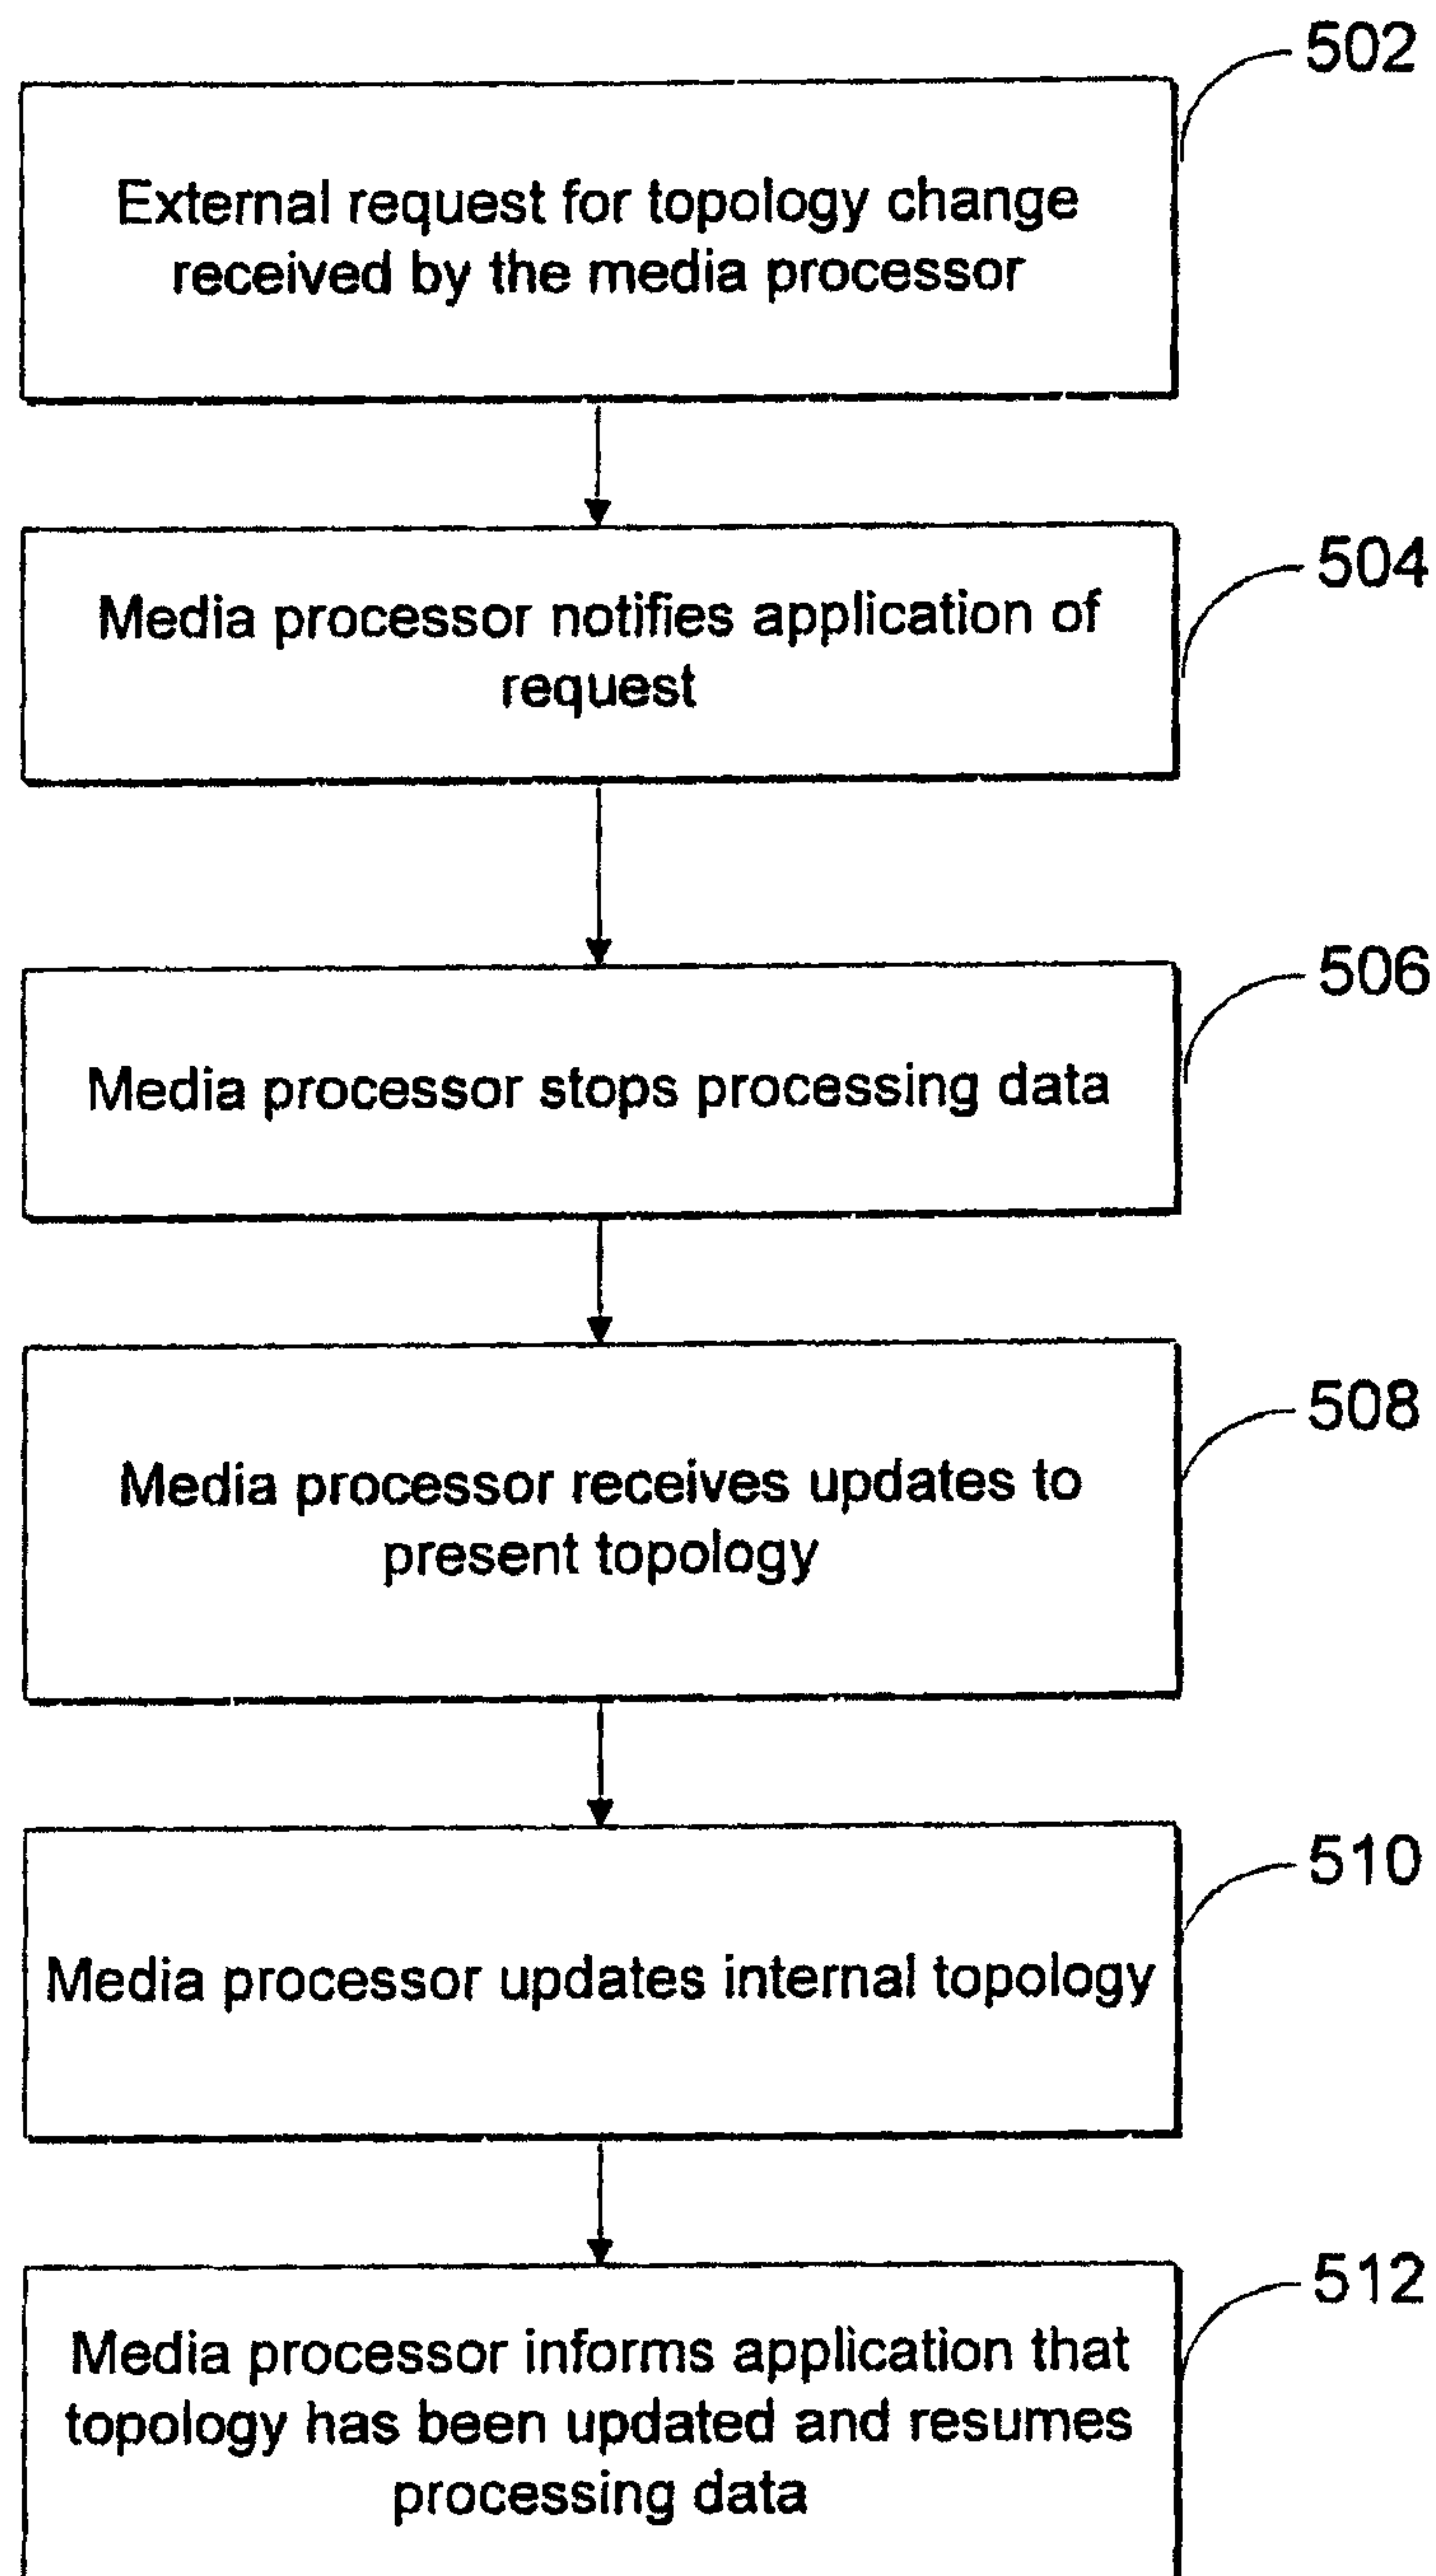 502
External request for topology change
received by the media processor
504
Media processor notifies application of
request
506
Media processor stops processing data
508
Media processor receives updates to
present topology
510
Media processor updates internal topology
512
Media processor informs application that
topology has been updated and resumes
processing data